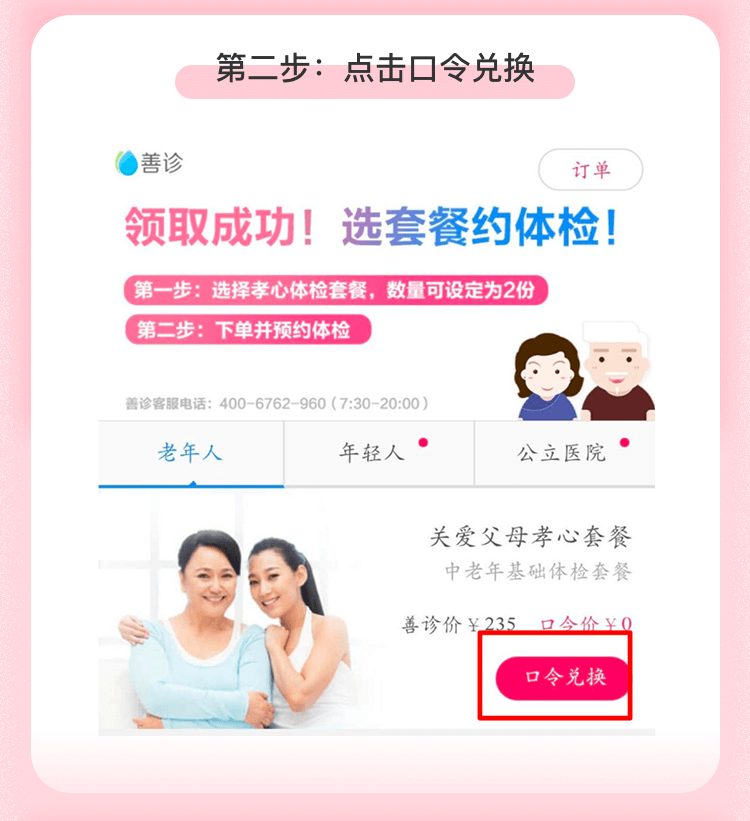 第二步：点击口令兑换
善诊
订单
领取成功！选套餐约体检！
第一步：选择孝心体检套餐，数量可设定为2份
第二步：下单并预约体检
善诊客服电话：400-6762-960（7:30-20:00）
老年人
年轻人
公立医院
关爱父母孝心套餐
中老年基础体检套餐
善诊价￥235 口令价￥0
口令兑换